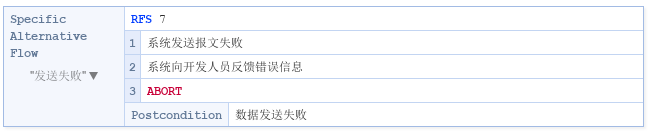 Specific
Alternative
Flow
"发送失败"▼
RFS 7
1 系统发送报文失败
2 系统向开发人员反馈错误信息
3 ABORT
Postcondition 数据发送失败